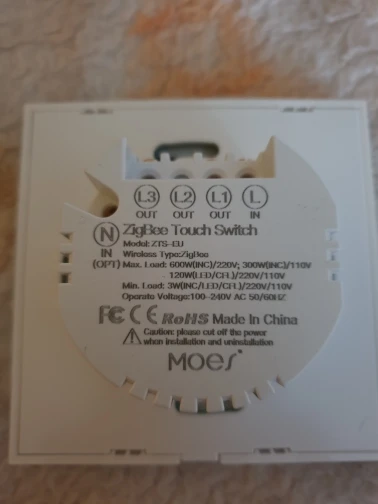 L3 L2 L1 L
OUT OUT OUT IN
N ZigBee Touch Switch
IN Model: ZTS-EU
Wireless Type:ZigBee
(OPT) Max. Load: 600W(INC)/220V; 300W(INC)/110V
120W(LED/CFL)/220V/110V
Min. Load: 3W(INC/LED/CFL)/220V/110V
Operate Voltage:100-240V AC 50/60HZ
FC CE RoHS Made In China
Caution: please cut off the power
when installation and uninstallation
MOES